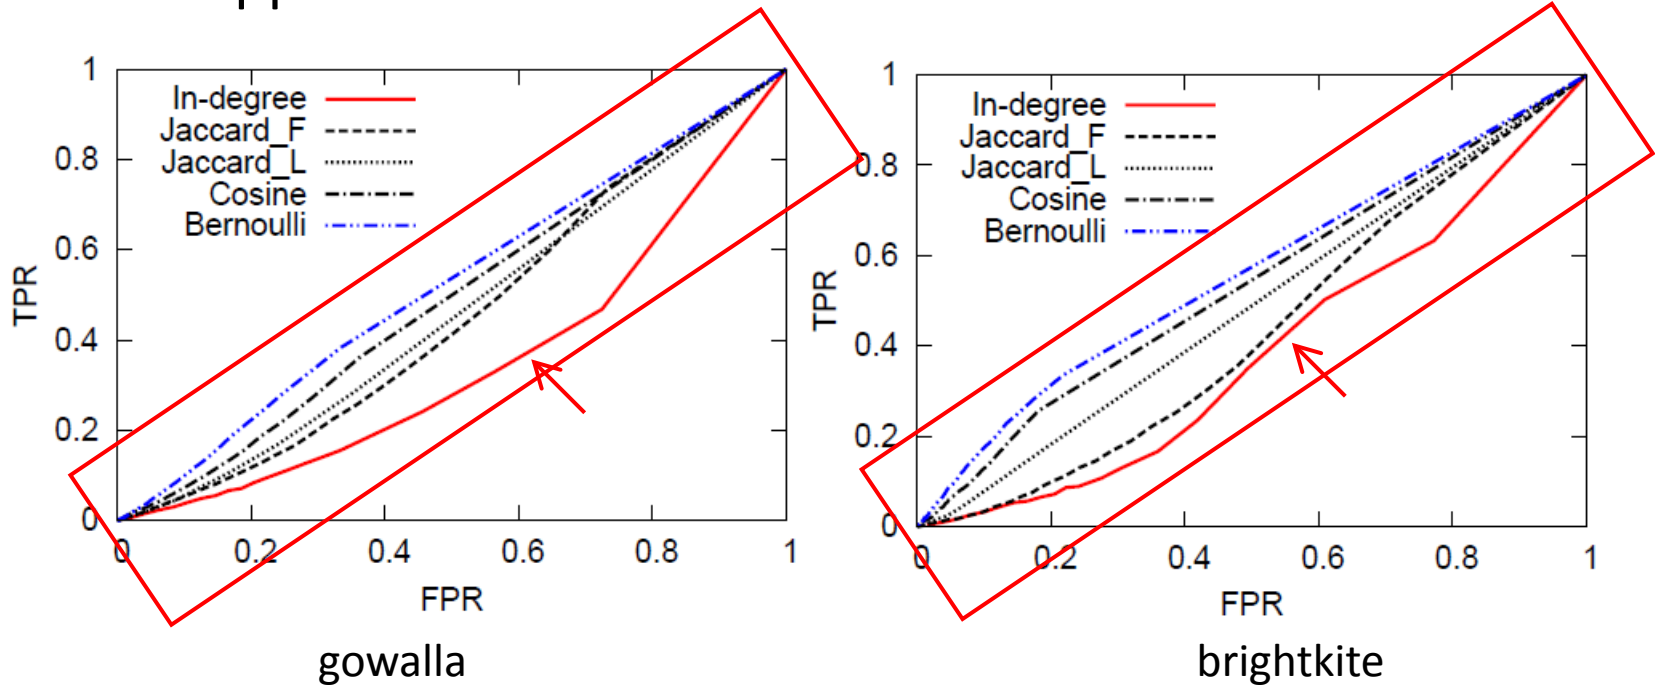 1
In-degree
Jaccard_F
Jaccard_L
Cosine
Bernoulli
0.8
0.6
0.4
0.2
0
TPR
0 0.2 0.4 0.6 0.8 1
FPR
gowalla
1
In-degree
Jaccard_F
Jaccard_L
Cosine
Bernoulli
0.8
0.6
0.4
0.2
0
TPR
0 0.2 0.4 0.6 0.8 1
FPR
brightkite